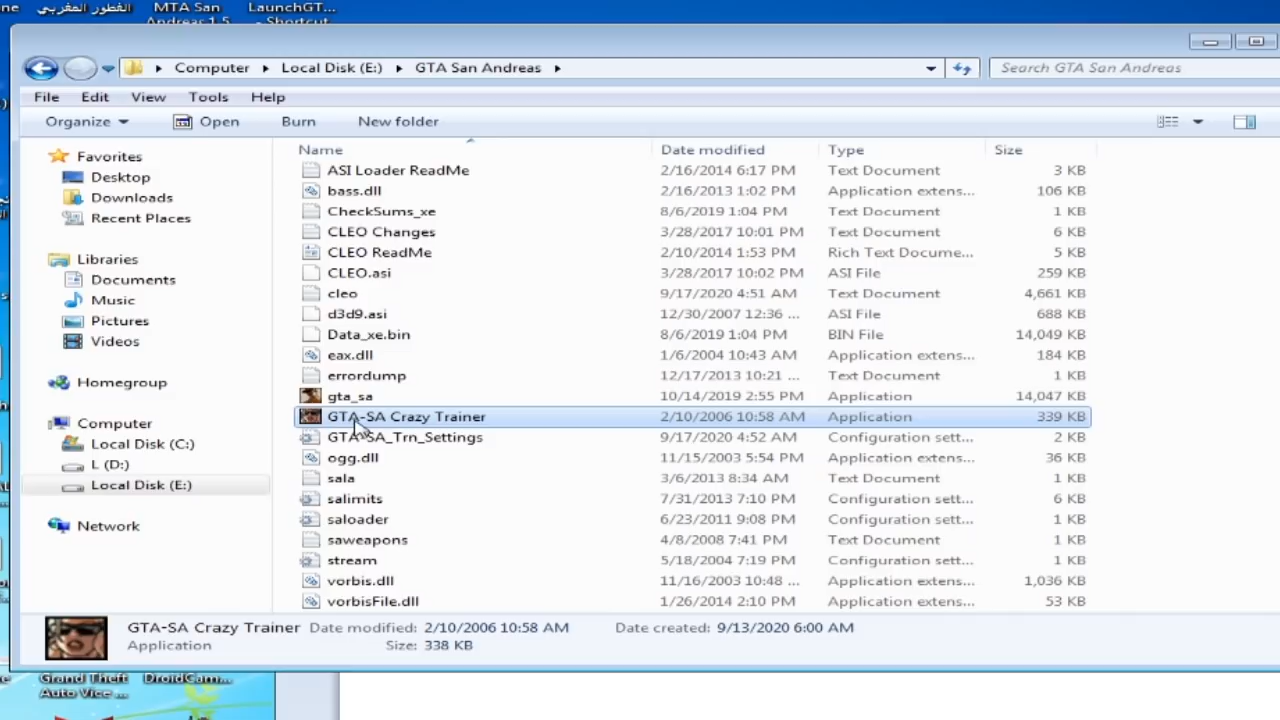 ne
الفطور المغربي
MTA San
Andreas 1.5
LaunchGT...
- Shortcut
Computer
Local Disk (E:)
GTA San Andreas
Search GTA San Andreas
File Edit View Tools Help
Organize
Open
Burn
New folder
Name Date modified Type Size
Favorites
Desktop
Downloads
Recent Places
Libraries
Documents
Music
Pictures
Videos
Homegroup
Computer
Local Disk (C:)
L (D:)
Local Disk (E:)
Network
ASI Loader ReadMe 2/16/2014 6:17 PM Text Document 3 KB
bass.dll 2/16/2013 1:02 PM Application extens... 106 KB
CheckSums_xe 8/6/2019 1:04 PM Text Document 1 KB
CLEO Changes 3/28/2017 10:01 PM Text Document 6 KB
CLEO ReadMe 2/10/2014 1:53 PM Rich Text Docume... 5 KB
CLEO.asi 3/28/2017 10:02 PM ASI File 259 KB
cleo 9/17/2020 4:51 AM Text Document 4,661 KB
d3d9.asi 12/30/2007 12:36 ... ASI File 688 KB
Data_xe.bin 8/6/2019 1:04 PM BIN File 14,049 KB
eax.dll 1/6/2004 10:43 AM Application extens... 184 KB
errordump 12/17/2013 10:21 ... Text Document 1 KB
gta_sa 10/14/2019 2:55 PM Application 14,047 KB
GTA-SA Crazy Trainer 2/10/2006 10:58 AM Application 339 KB
GTA-SA_Trn_Settings 9/17/2020 4:52 AM Configuration sett... 2 KB
ogg.dll 11/15/2003 5:54 PM Application extens... 36 KB
sala 3/6/2013 8:34 AM Text Document 1 KB
salimits 7/31/2013 7:10 PM Configuration sett... 6 KB
saloader 6/23/2011 9:08 PM Configuration sett... 1 KB
saweapons 4/8/2008 7:41 PM Text Document 1 KB
stream 5/18/2004 7:19 PM Configuration sett... 1 KB
vorbis.dll 11/16/2003 10:48 ... Application extens... 1,036 KB
vorbisFile.dll 1/26/2014 2:10 PM Application extens... 53 KB
GTA-SA Crazy Trainer Date modified: 2/10/2006 10:58 AM Date created: 9/13/2020 6:00 AM
Application Size: 338 KB
Grand Theft
Auto Vice ...
DroidCam...